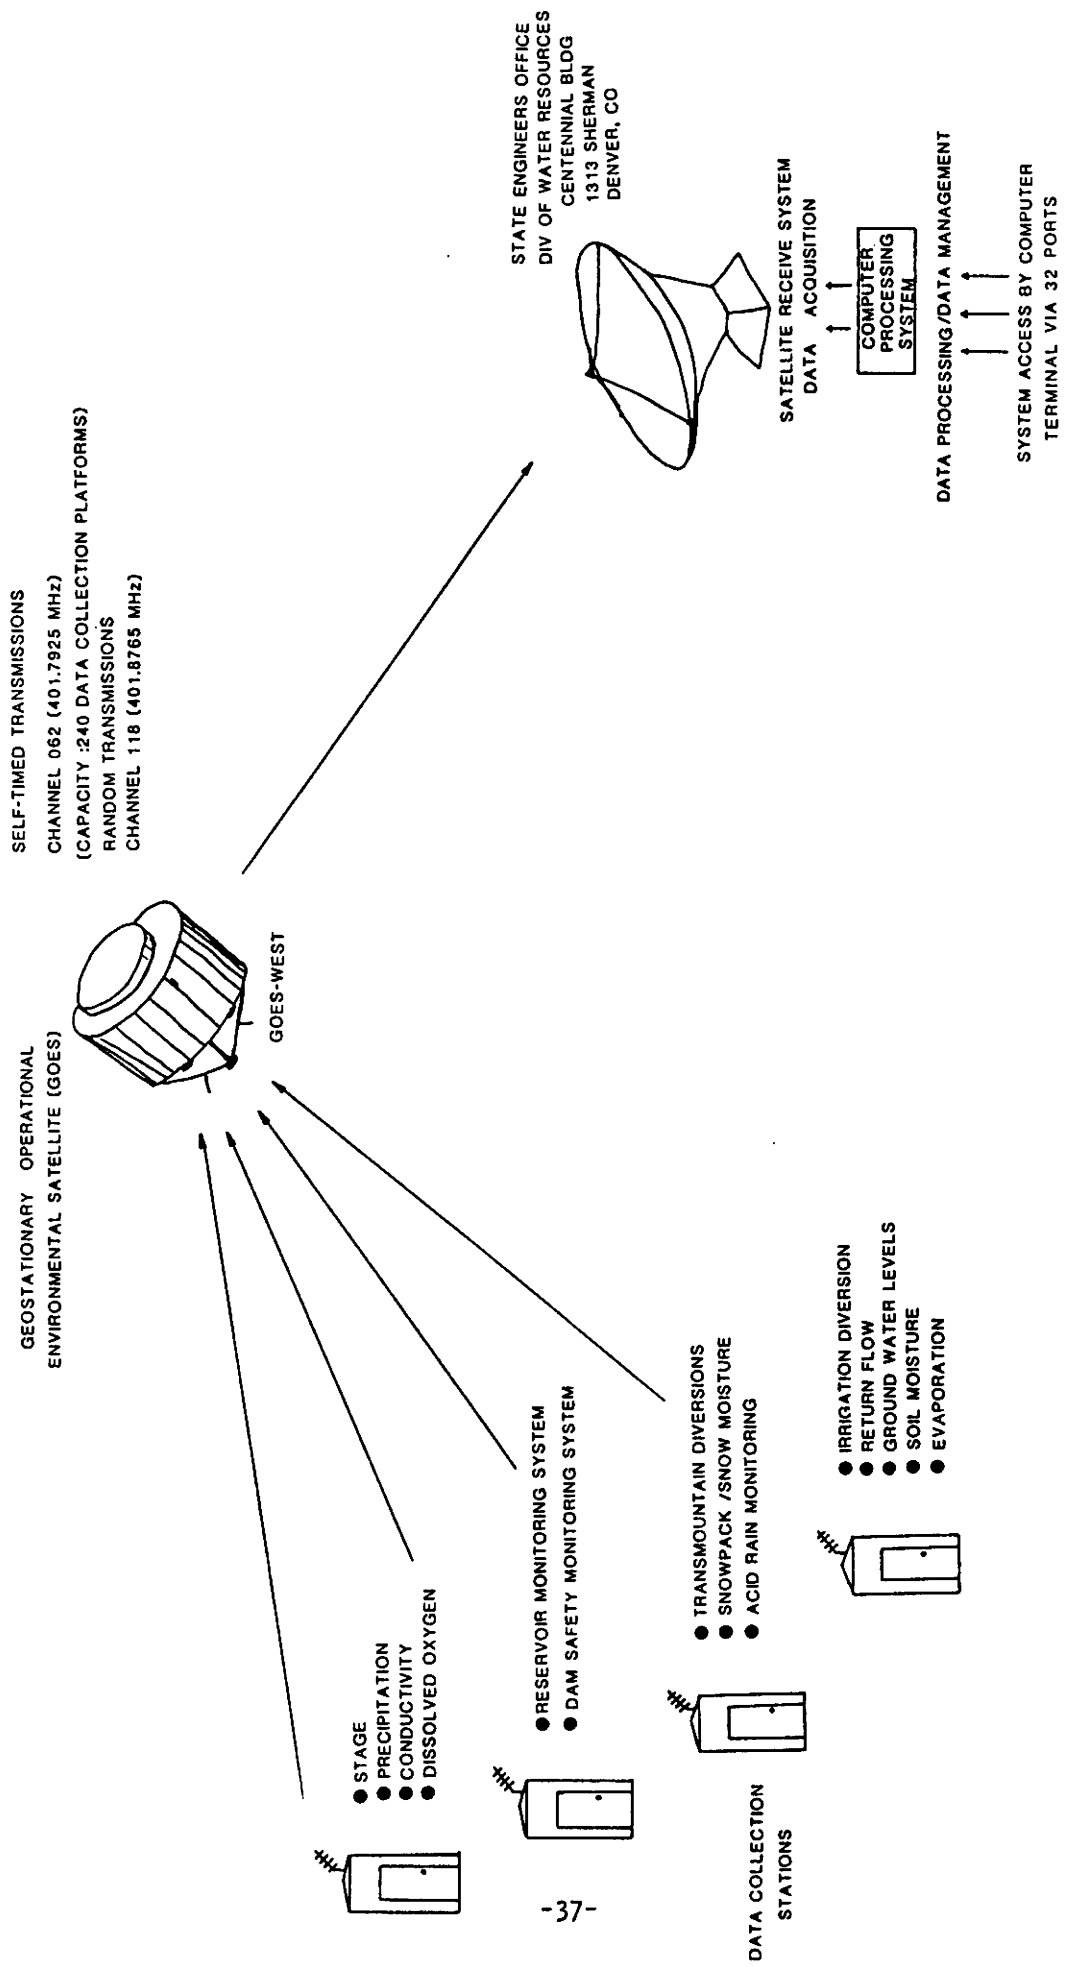 GEOSTATIONARY OPERATIONAL
ENVIRONMENTAL SATELLITE (GOES)
GOES-WEST
SELF-TIMED TRANSMISSIONS
CHANNEL 062 (401.7925 MHz)
(CAPACITY :240 DATA COLLECTION PLATFORMS)
RANDOM TRANSMISSIONS
CHANNEL 118 (401.8765 MHz)
● STAGE
● PRECIPITATION
● CONDUCTIVITY
● DISSOLVED OXYGEN
● RESERVOIR MONITORING SYSTEM
● DAM SAFETY MONITORING SYSTEM
● TRANSMOUNTAIN DIVERSIONS
● SNOWPACK /SNOW MOISTURE
● ACID RAIN MONITORING
● IRRIGATION DIVERSION
● RETURN FLOW
● GROUND WATER LEVELS
● SOIL MOISTURE
● EVAPORATION
DATA COLLECTION
STATIONS
STATE ENGINEERS OFFICE
DIV OF WATER RESOURCES
CENTENNIAL BLDG
1313 SHERMAN
DENVER, CO
SATELLITE RECEIVE SYSTEM
DATA ACQUISITION
COMPUTER
PROCESSING
SYSTEM
DATA PROCESSING/DATA MANAGEMENT
SYSTEM ACCESS BY COMPUTER
TERMINAL VIA 32 PORTS
-37-